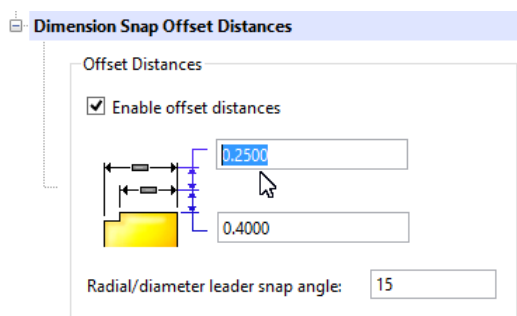 Dimension Snap Offset Distances
Offset Distances
Enable offset distances
0.2500
0.4000
Radial/diameter leader snap angle: 15